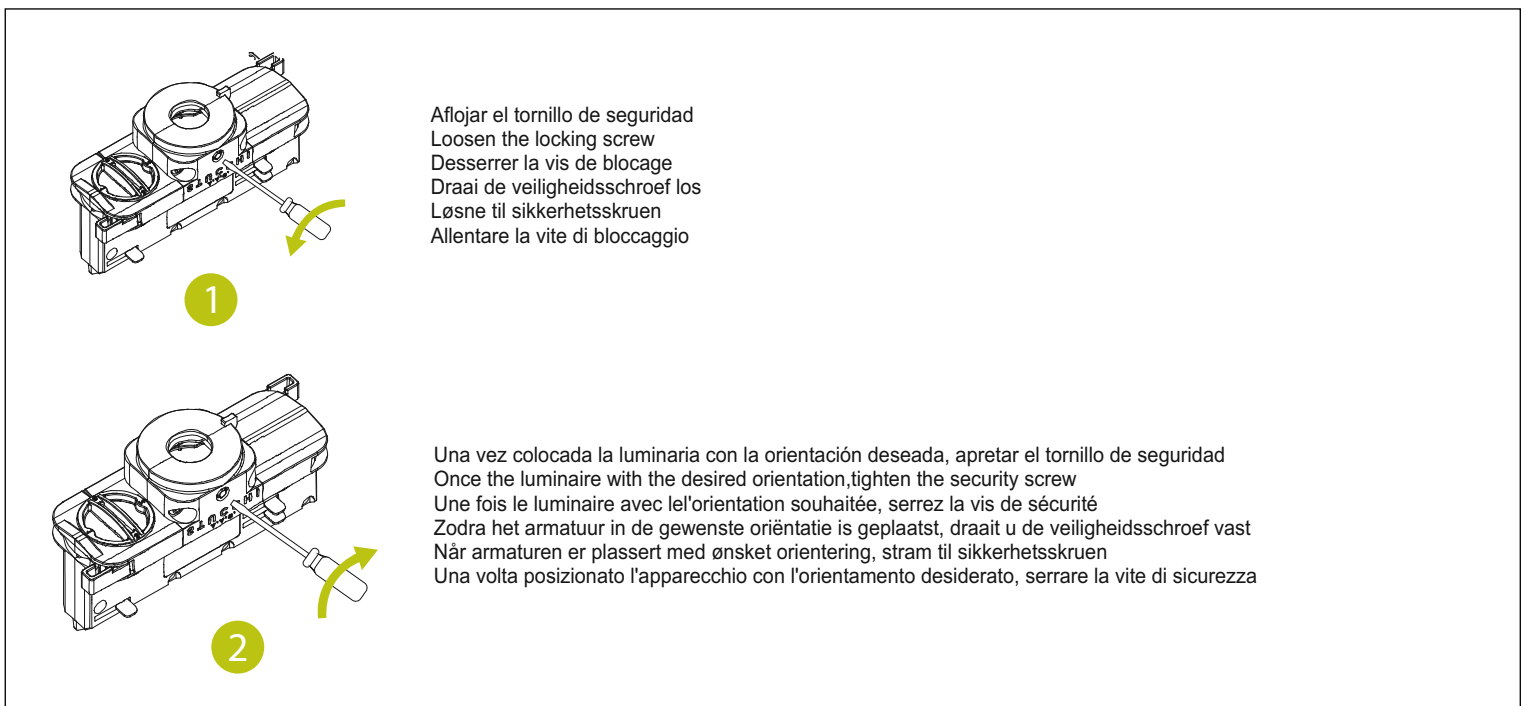 Aflojar el tornillo de seguridad
Loosen the locking screw
Desserrer la vis de blocage
Draai de veiligheidsschroef los
Løsne til sikkerhetsskruen
Allentare la vite di bloccaggio
1
Una vez colocada la luminaria con la orientación deseada, apretar el tornillo de seguridad
Once the luminaire with the desired orientation,tighten the security screw
Une fois le luminaire avec lel'orientation souhaitée, serrez la vis de sécurité
Zodra het armatuur in de gewenste oriëntatie is geplaatst, draait u de veiligheidsschroef vast
Når armaturen er plassert med ønsket orientering, stram til sikkerhetsskruen
Una volta posizionato l'apparecchio con l'orientamento desiderato, serrare la vite di sicurezza
2